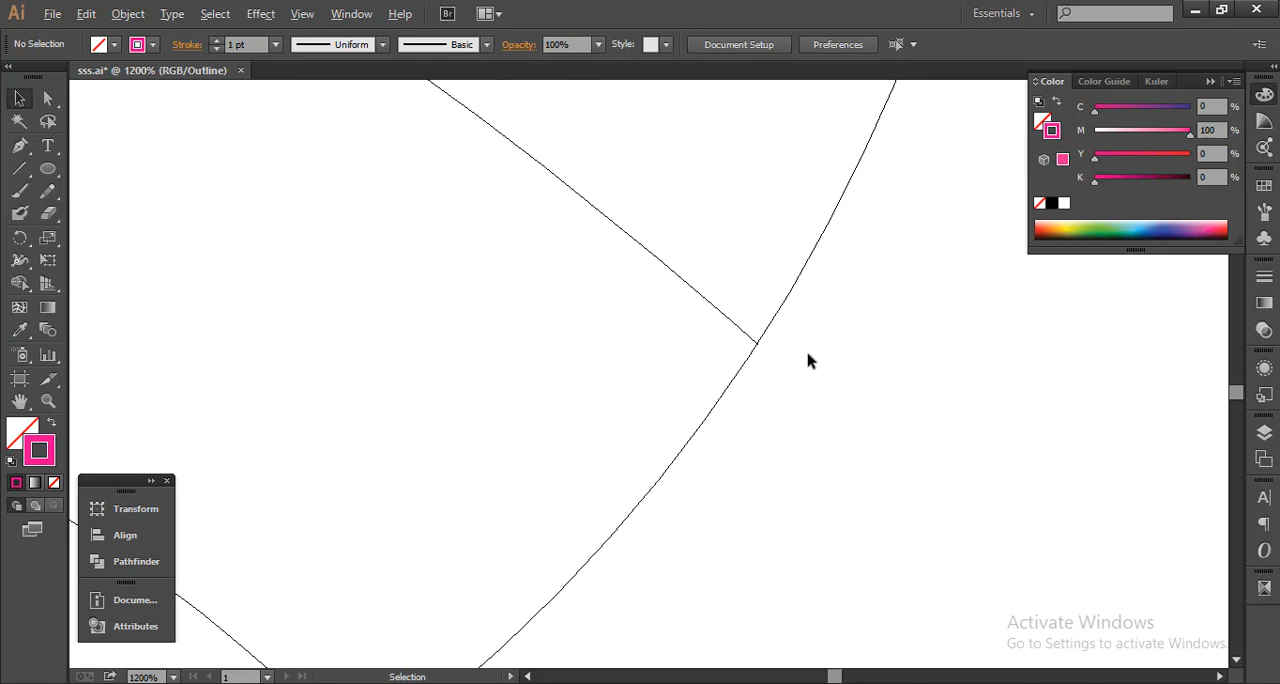 Ai File Edit Object Type Select Effect View Window Help Br Essentials
No Selection Stroke: 1 pt Uniform Basic Opacity: 100% Style: Document Setup Preferences
sss.ai* @ 1200% (RGB/Outline) ×
Color Color Guide Kuler
C 0 %
M 100 %
Y 0 %
K 0 %
Transform
Align
Pathfinder
Docume...
Attributes
Activate Windows
Go to Settings to activate Windows.
1200% 1 Selection